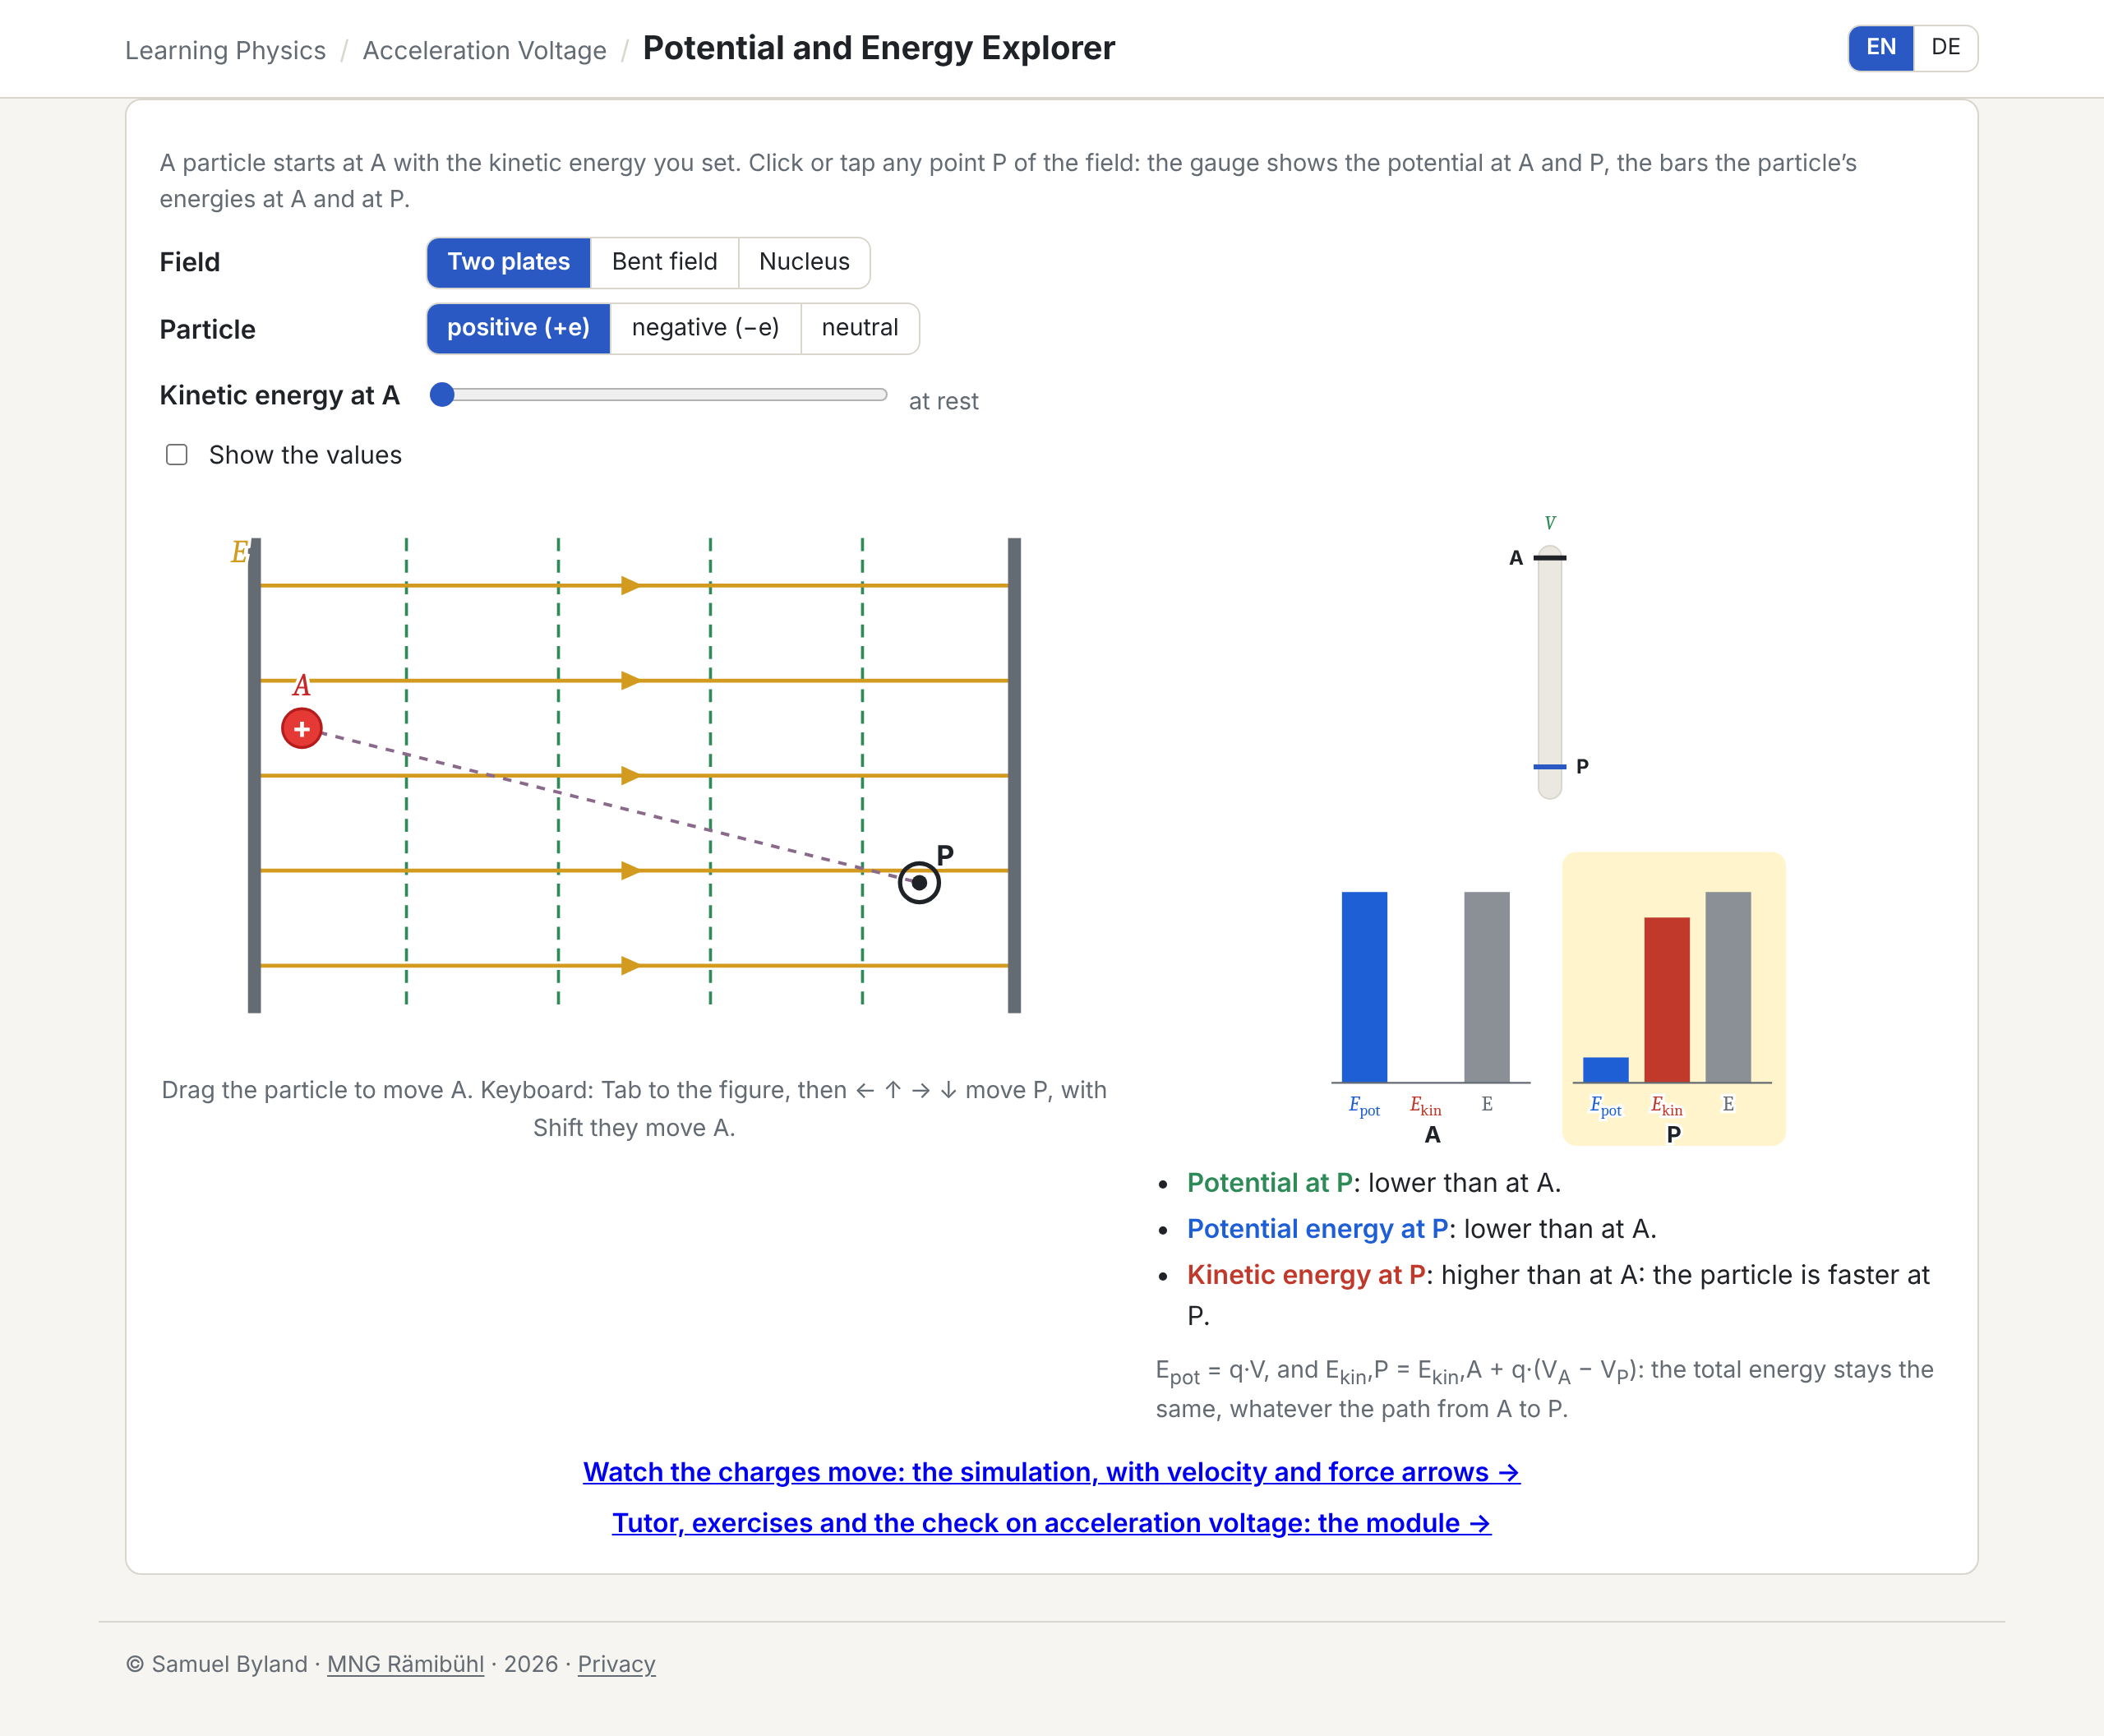 Learning Physics / Acceleration Voltage / Potential and Energy Explorer
EN DE
A particle starts at A with the kinetic energy you set. Click or tap any point P of the field: the gauge shows the potential at A and P, the bars the particle’s
energies at A and at P.
Field Two plates Bent field Nucleus
Particle positive (+e) negative (−e) neutral
Kinetic energy at A at rest
Show the values
E
A
+
P
Drag the particle to move A. Keyboard: Tab to the figure, then ← ↑ → ↓ move P, with
Shift they move A.
V
A
P
Epot Ekin E
A
Epot Ekin E
P
• Potential at P: lower than at A.
• Potential energy at P: lower than at A.
• Kinetic energy at P: higher than at A: the particle is faster at
P.
Epot = q·V, and Ekin,P = Ekin,A + q·(VA − VP): the total energy stays the
same, whatever the path from A to P.
Watch the charges move: the simulation, with velocity and force arrows →
Tutor, exercises and the check on acceleration voltage: the module →
© Samuel Byland · MNG Rämibühl · 2026 · Privacy